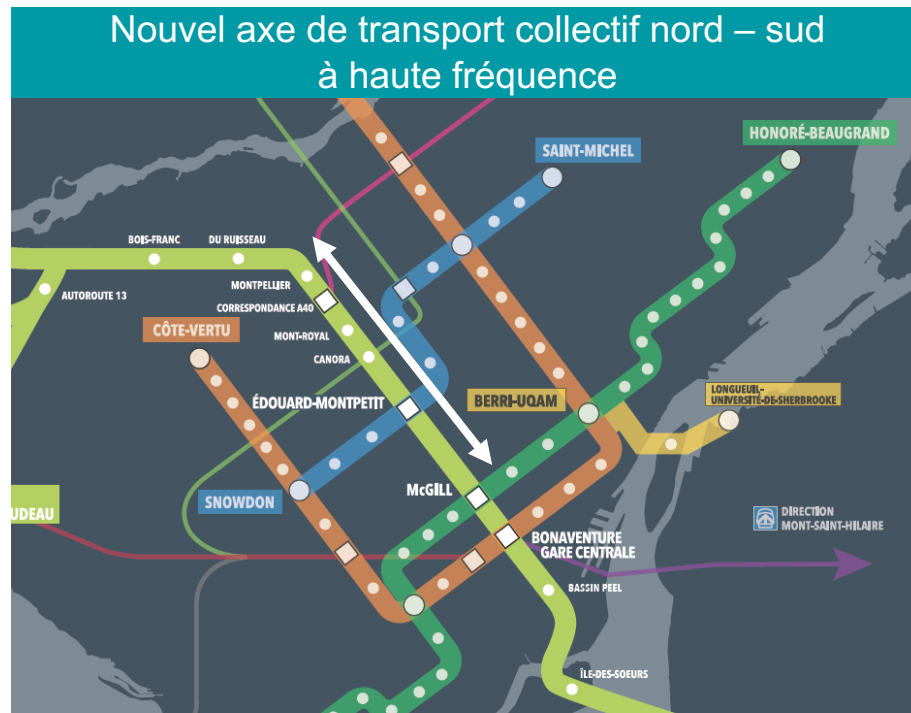 Nouvel axe de transport collectif nord – sud
à haute fréquence
HONORÉ-BEAUGRAND
SAINT-MICHEL
BOIS-FRANC
DU RUISSEAU
MONTPELLIER
AUTOROUTE 13
CORRESPONDANCE A40
CÔTE-VERTU
MONT-ROYAL
CANORA
ÉDOUARD-MONTPETIT
BERRI-UQAM
LONGUEUIL–
UNIVERSITÉ-DE-SHERBROOKE
McGILL
SNOWDON
UDEAU
DIRECTION
MONT-SAINT-HILAIRE
BONAVENTURE
GARE CENTRALE
BASSIN PEEL
ÎLE-DES-SOEURS